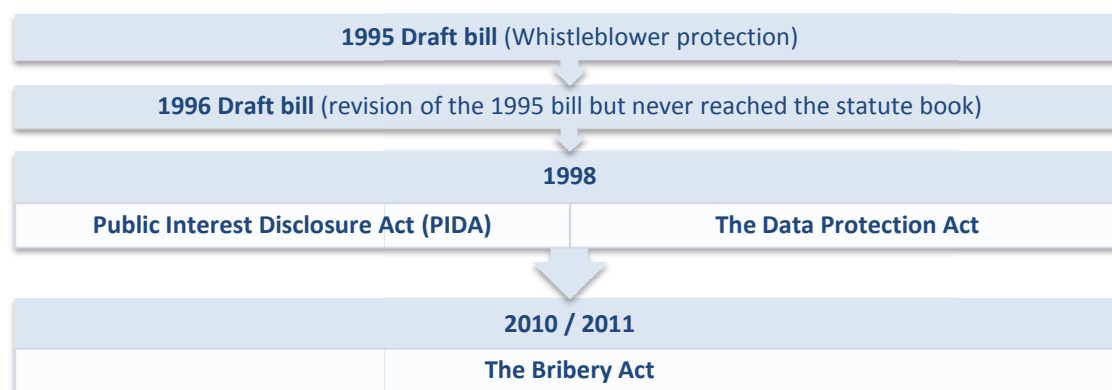 1995 Draft bill (Whistleblower protection)
1996 Draft bill (revision of the 1995 bill but never reached the statute book)
1998
Public Interest Disclosure Act (PIDA)
The Data Protection Act
2010 / 2011
The Bribery Act